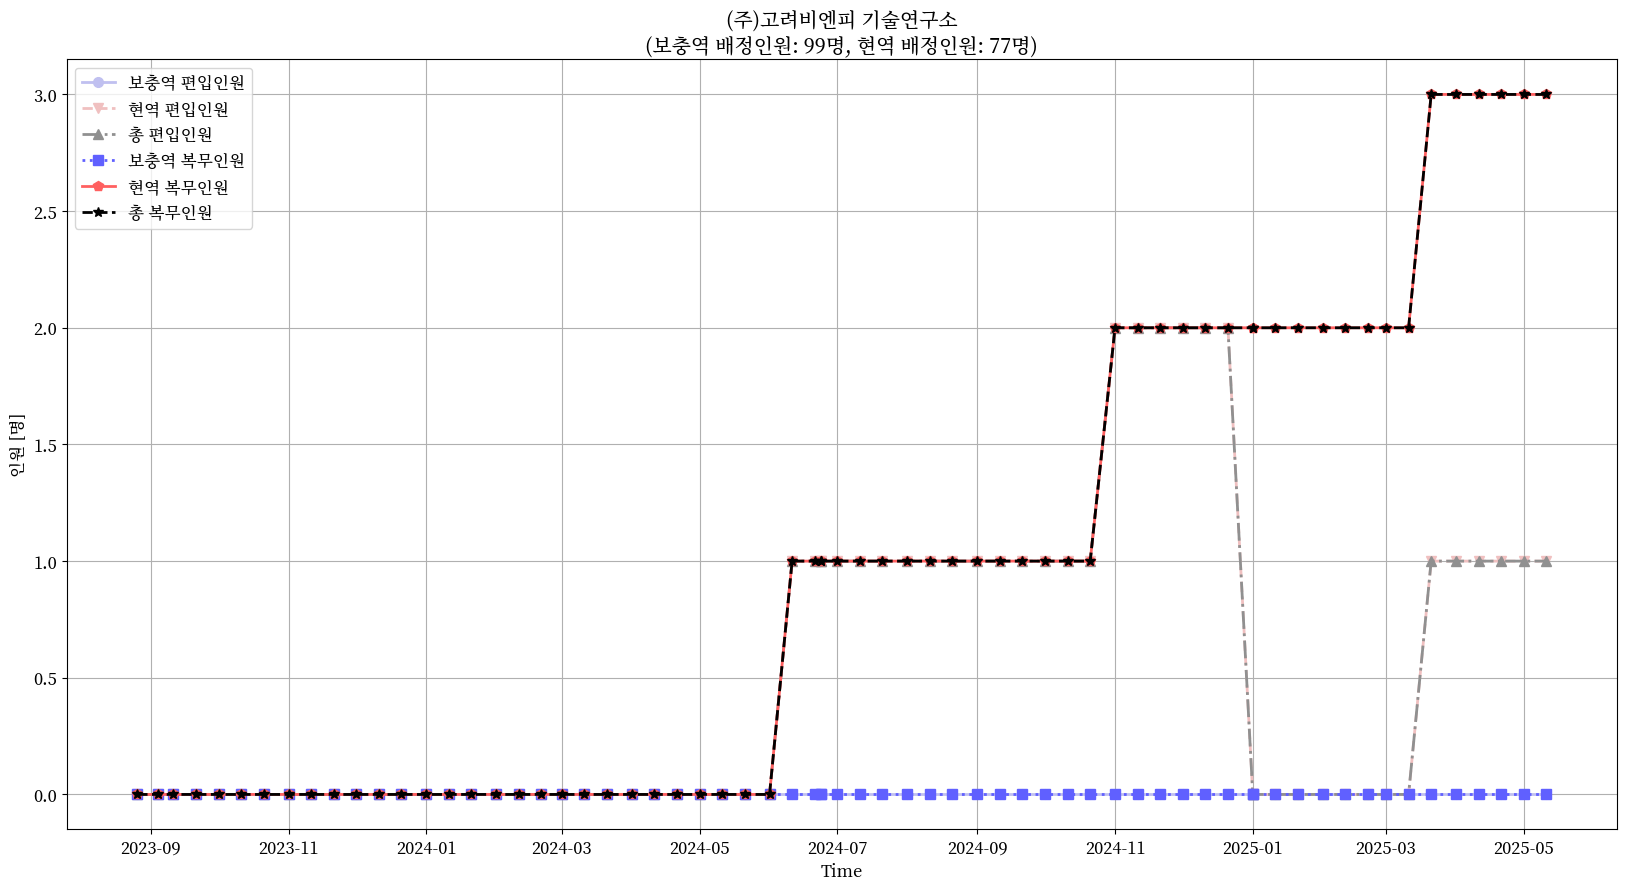 (주)고려비엔피 기술연구소
(보충역 배정인원: 99명, 현역 배정인원: 77명)
보충역 편입인원
현역 편입인원
총 편입인원
보충역 복무인원
현역 복무인원
총 복무인원
인원 [명]
3.0
2.5
2.0
1.5
1.0
0.5
0.0
2023-09
2023-11
2024-01
2024-03
2024-05
2024-07
2024-09
2024-11
2025-01
2025-03
2025-05
Time